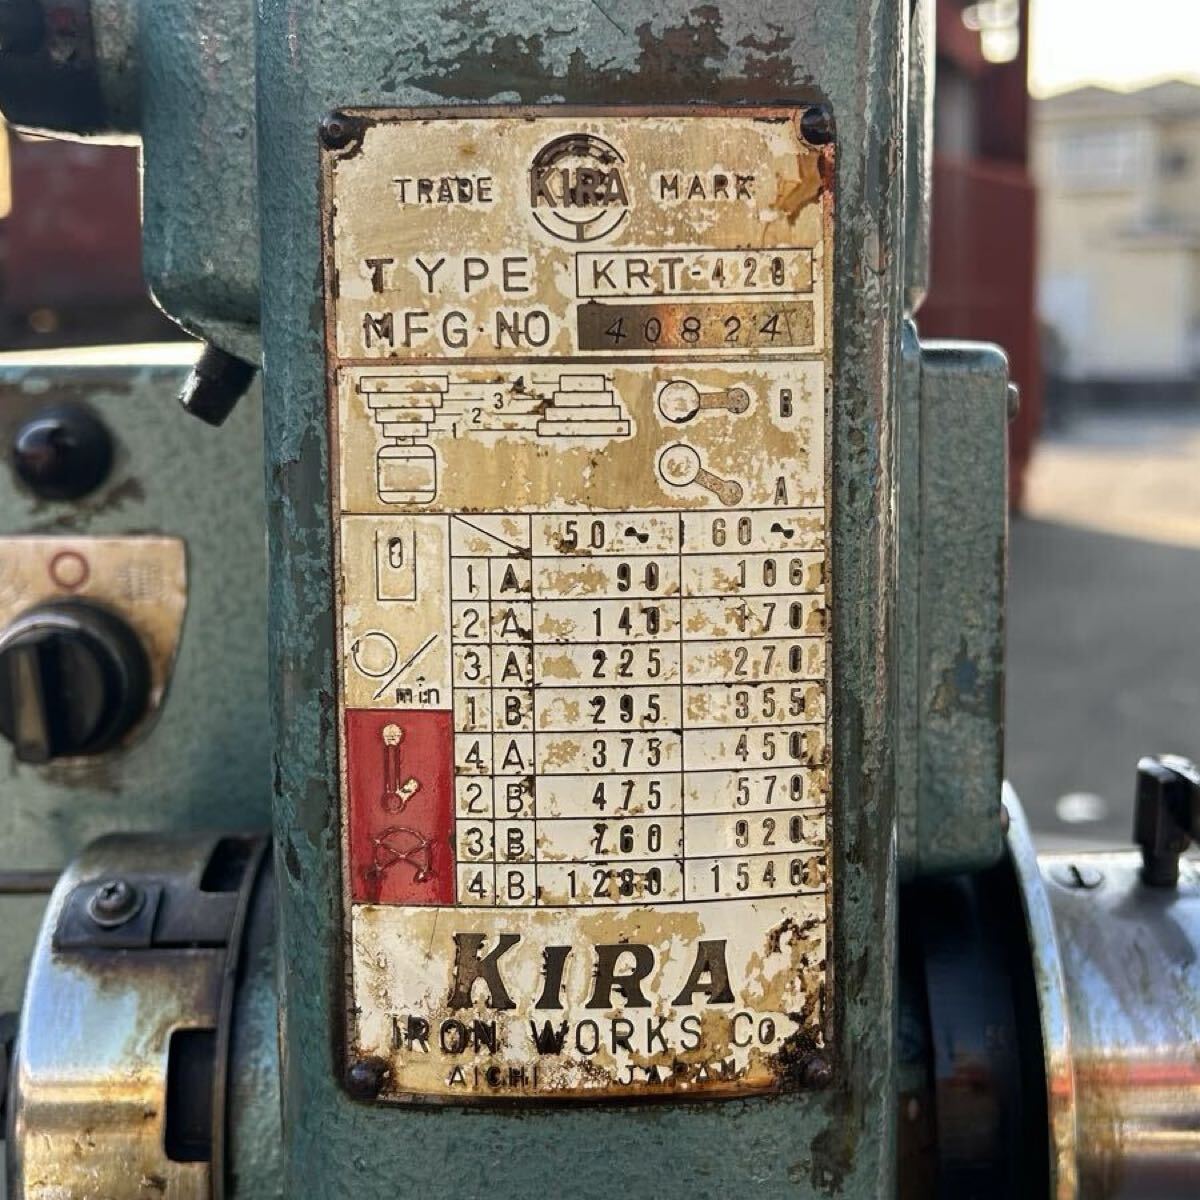 TRADE KIRA MARK
TYPE KRT-420
MFG·NO 40824
4
3
2
1
B
A
50~ 60~
1 A 90 106
2 A 140 170
3 A 225 270
1 B 295 355
4 A 375 450
2 B 475 570
3 B 760 920
4 B 1280 1540
1
min
KIRA
IRON WORKS Co.
AICHI JAPAN